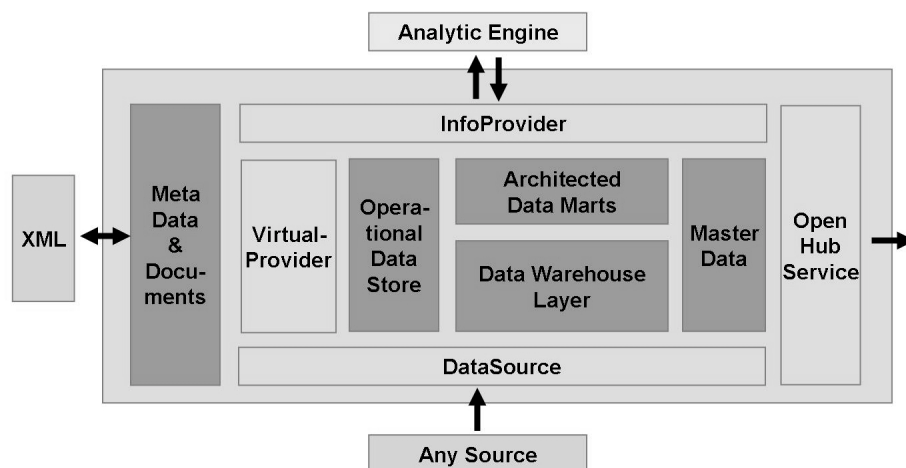 Analytic Engine
InfoProvider
XML
Meta
Data
&
Docu-
ments
Virtual-
Provider
Opera-
tional
Data
Store
Architected
Data Marts
Data Warehouse
Layer
Master
Data
Open
Hub
Service
DataSource
Any Source